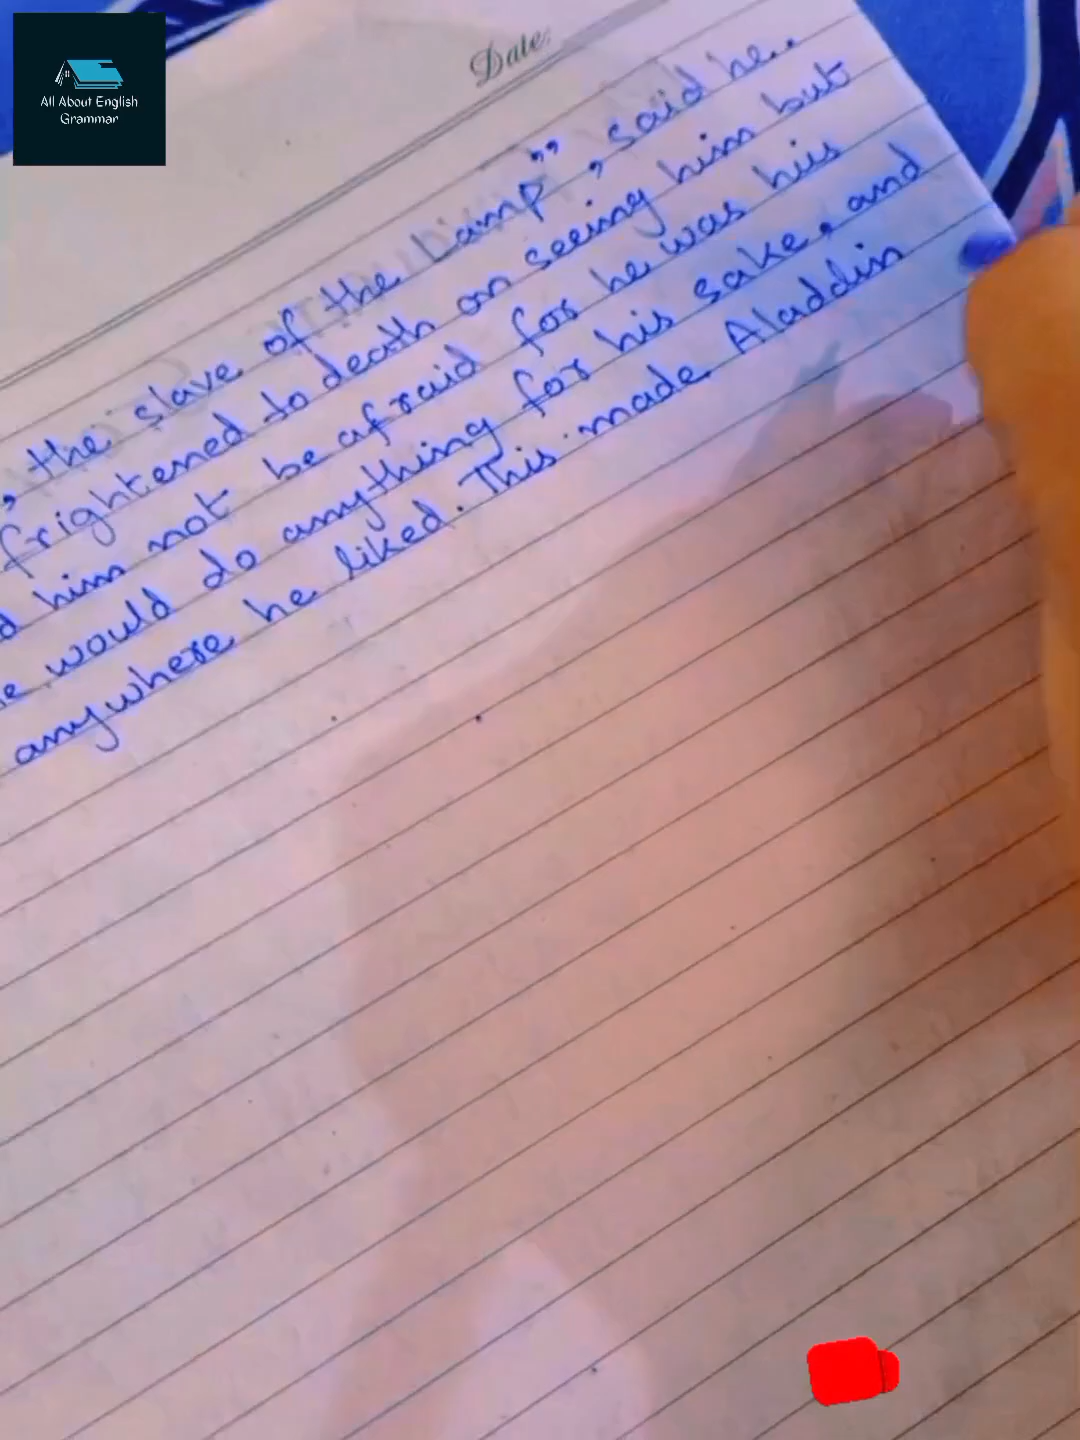 All About English
Grammar
Date:
, the slave of the Lamp", said he..
frightened to death on seeing him but
him not be afraid for he was his
would do anything for his sake, and
anywhere he liked. This made Aladdin